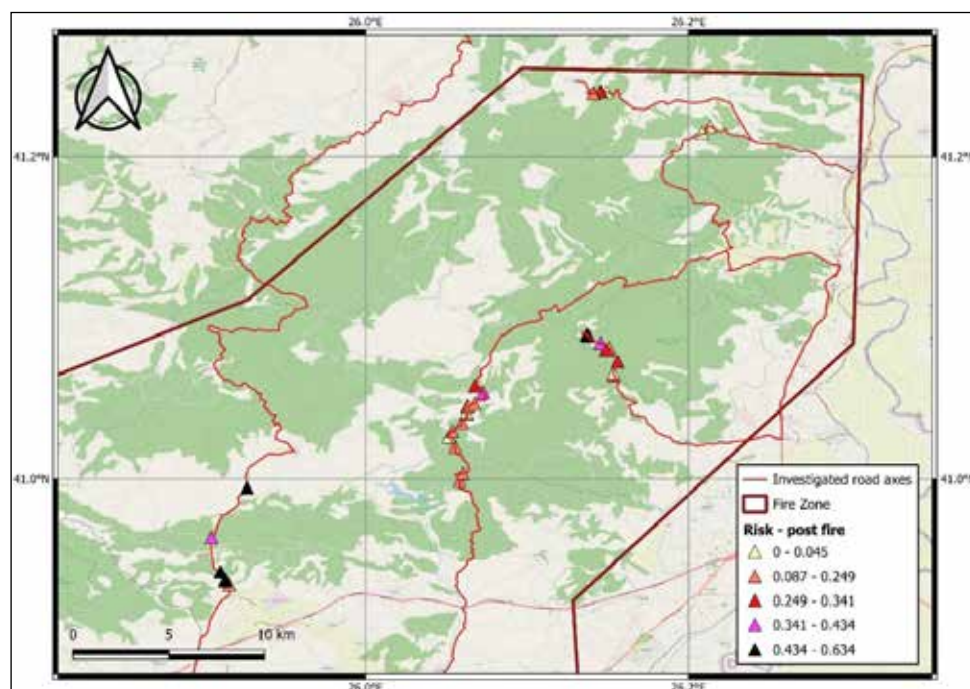 26.0°E
26.2°E
41.2°N
41.2°N
41.0°N
41.0°N
Investigated road axes
Fire Zone
Risk - post fire
0 - 0.045
0.087 - 0.249
0.249 - 0.341
0.341 - 0.434
0.434 - 0.634
0
5
10 km
26.0°E